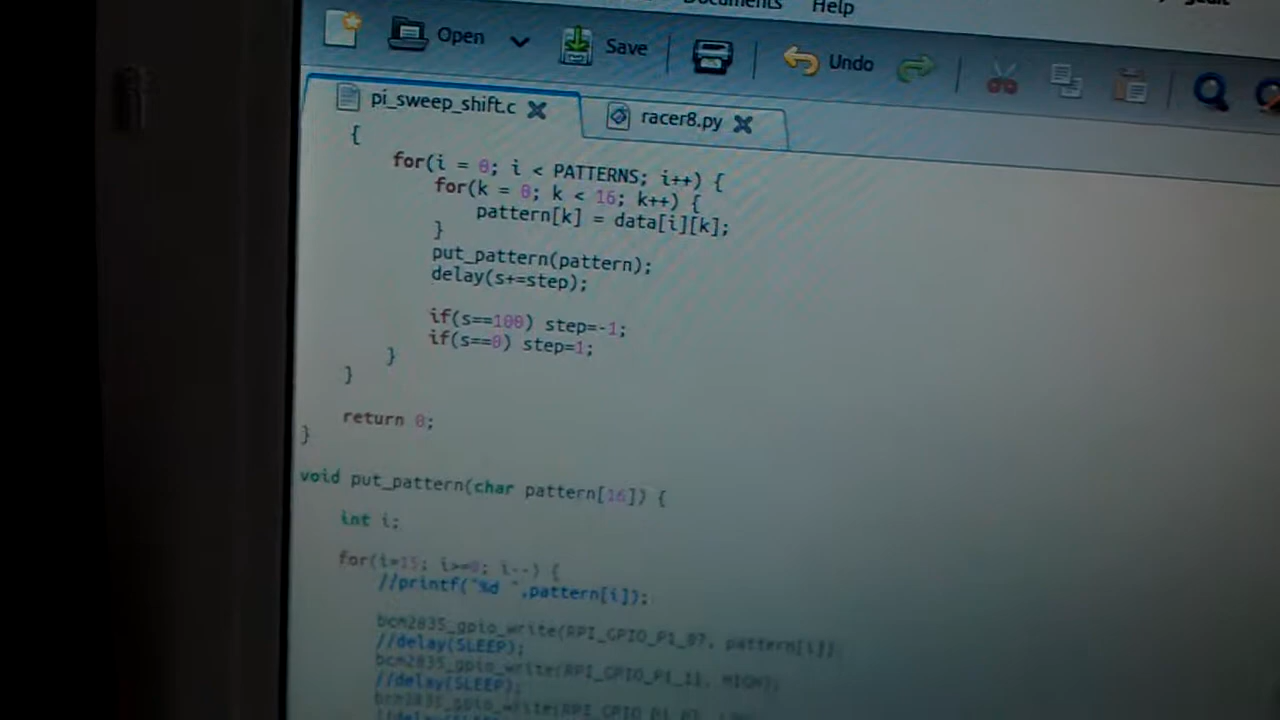 Documents Help
Open Save Undo
pi_sweep_shift.c racer8.py
{
for(i = 0; i < PATTERNS; i++) {
for(k = 0; k < 16; k++) {
pattern[k] = data[i][k];
}
put_pattern(pattern);
delay(s+=step);
if(s==100) step=-1;
if(s==0) step=1;
}
}
return 0;
}
void put_pattern(char pattern[16]) {
int i;
for(i=15; i>=0; i--) {
//printf("%d ",pattern[i]);
bcm2835_gpio_write(RPI_GPIO_P1_07, pattern[i]);
//delay(SLEEP);
bcm2835_gpio_write(RPI_GPIO_P1_11, HIGH);
//delay(SLEEP);